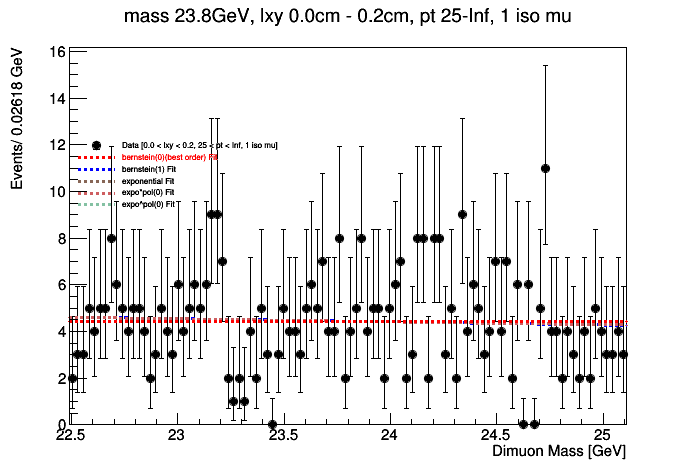 mass 23.8GeV, lxy 0.0cm - 0.2cm, pt 25-Inf, 1 iso mu
Events/ 0.02618 GeV
16
14
12
10
8
6
4
2
0
Data [0.0 < lxy < 0.2, 25 < pt < Inf, 1 iso mu]
bernstein(0)(best order) Fit
bernstein(1) Fit
exponential Fit
expo*pol(0) Fit
expo^pol(0) Fit
22.5 23 23.5 24 24.5 25
Dimuon Mass [GeV]